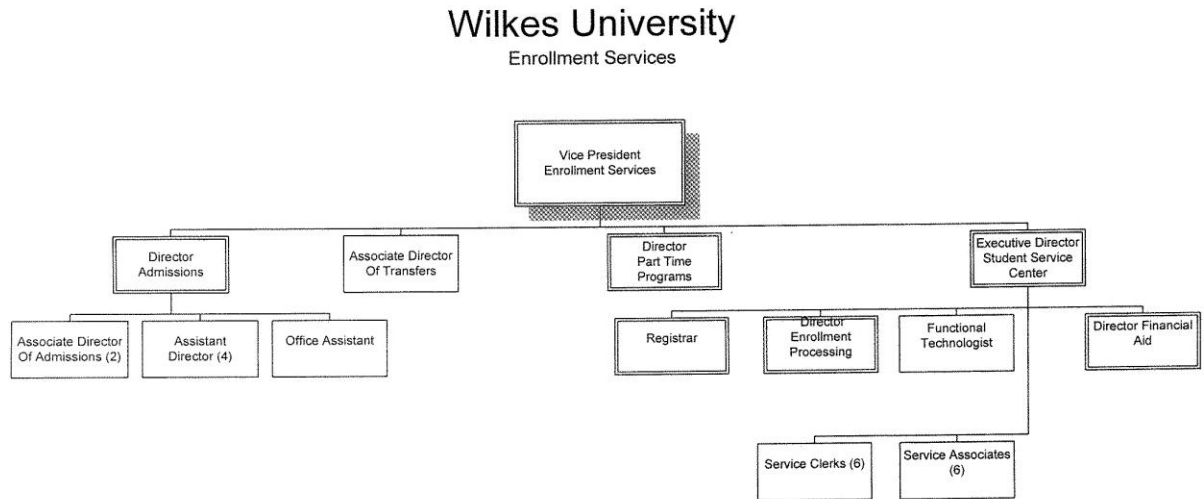 Wilkes University
Enrollment Services
Vice President
Enrollment Services
Director
Admissions
Associate Director
Of Transfers
Director
Part Time
Programs
Executive Director
Student Service
Center
Associate Director
Of Admissions (2)
Assistant
Director (4)
Office Assistant
Registrar
Director
Enrollment
Processing
Functional
Technologist
Director Financial
Aid
Service Clerks (6)
Service Associates
(6)